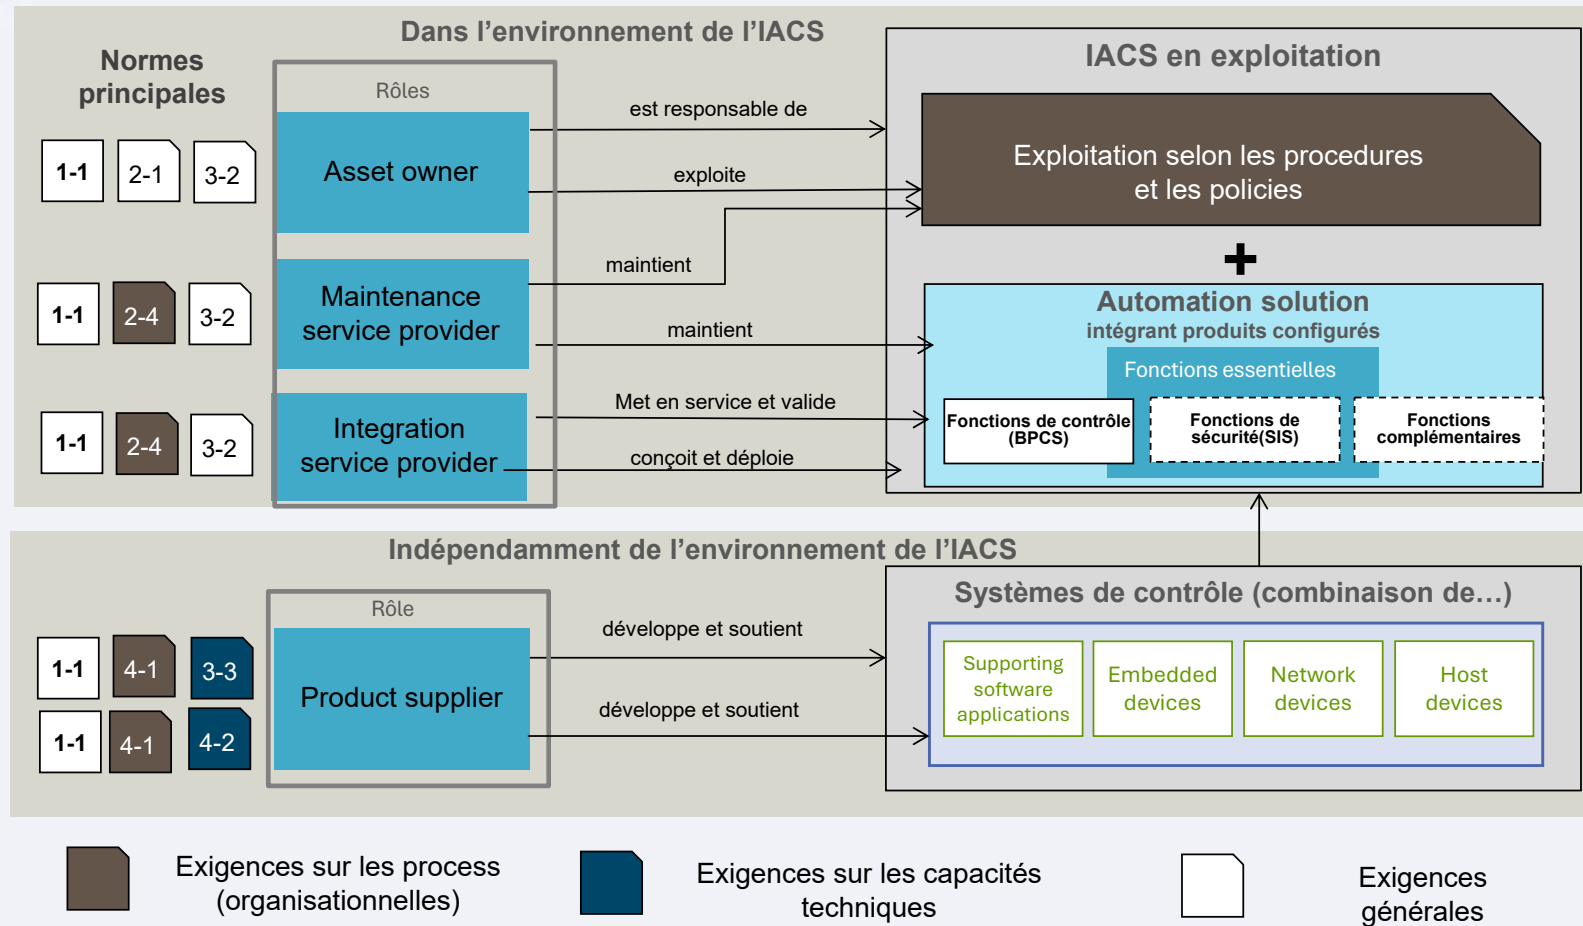 Dans l'environnement de l'IACS
Normes
principales
Rôles
IACS en exploitation
1-1
2-1
3-2
Asset owner
est responsable de
exploite
Exploitation selon les procedures
et les policies
+
1-1
2-4
3-2
Maintenance
service provider
maintient
maintient
Automation solution
intégrant produits configurés
Fonctions essentielles
Fonctions de contrôle
(BPCS)
Fonctions de
sécurité(SIS)
Fonctions
complémentaires
1-1
2-4
3-2
Integration
service provider
Met en service et valide
conçoit et déploie
Indépendamment de l'environnement de l'IACS
Rôle
Systèmes de contrôle (combinaison de…)
1-1
4-1
3-3
1-1
4-1
4-2
Product supplier
développe et soutient
développe et soutient
Supporting
software
applications
Embedded
devices
Network
devices
Host
devices
Exigences sur les process
(organisationnelles)
Exigences sur les capacités
techniques
Exigences
générales